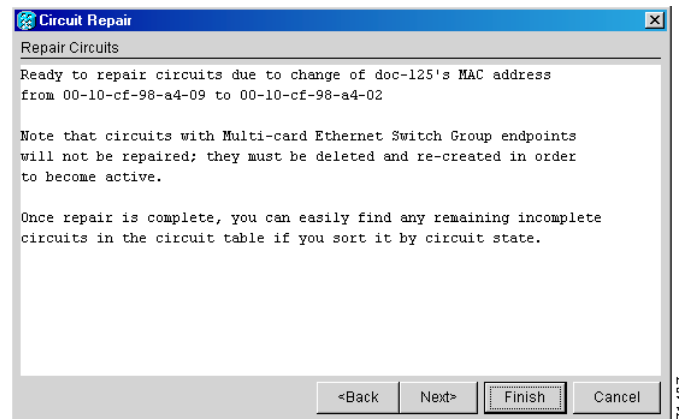 Circuit Repair
Repair Circuits
Ready to repair circuits due to change of doc-125's MAC address
from 00-10-cf-98-a4-09 to 00-10-cf-98-a4-02
Note that circuits with Multi-card Ethernet Switch Group endpoints
will not be repaired; they must be deleted and re-created in order
to become active.
Once repair is complete, you can easily find any remaining incomplete
circuits in the circuit table if you sort it by circuit state.
<Back Next> Finish Cancel